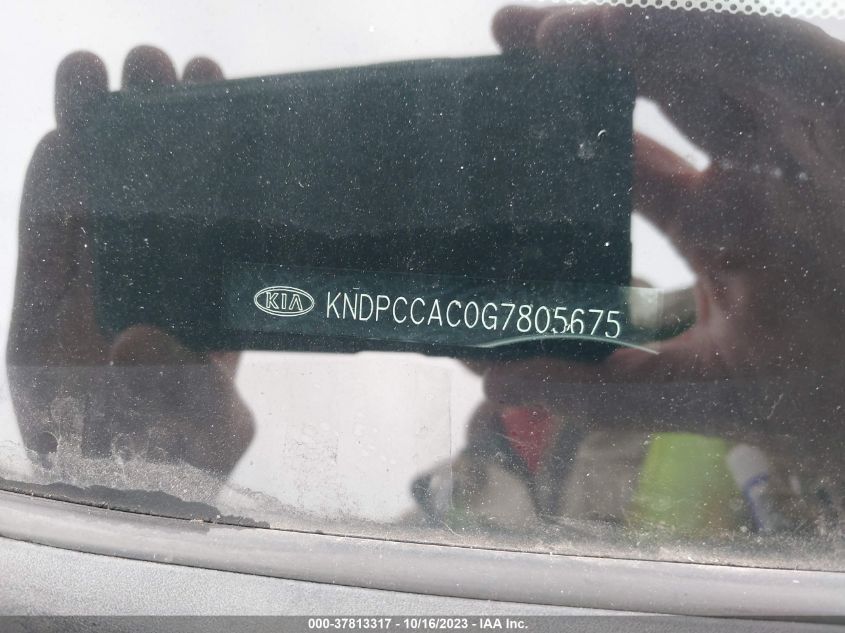 KIA KNDPCCAC0G7805675
000-37813317 | 10/16/2023 - IAA Inc.